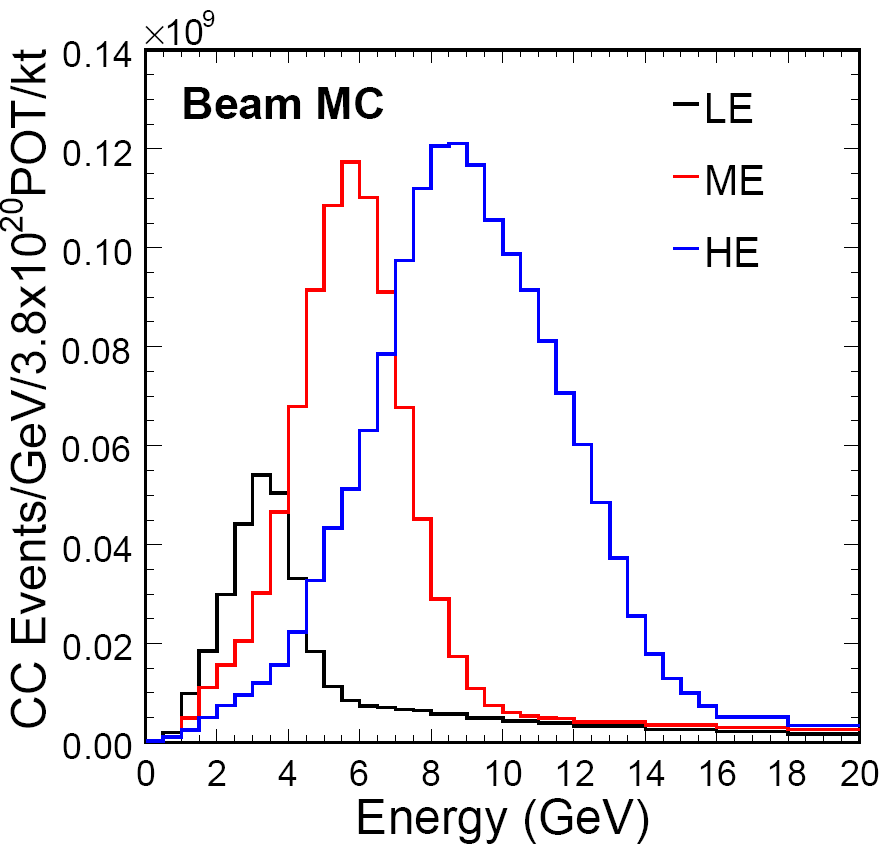 ×10⁹
0.14
0.12
0.10
0.08
0.06
0.04
0.02
0.00
CC Events/GeV/3.8x10²⁰POT/kt
Beam MC
LE
ME
HE
0 2 4 6 8 10 12 14 16 18 20
Energy (GeV)